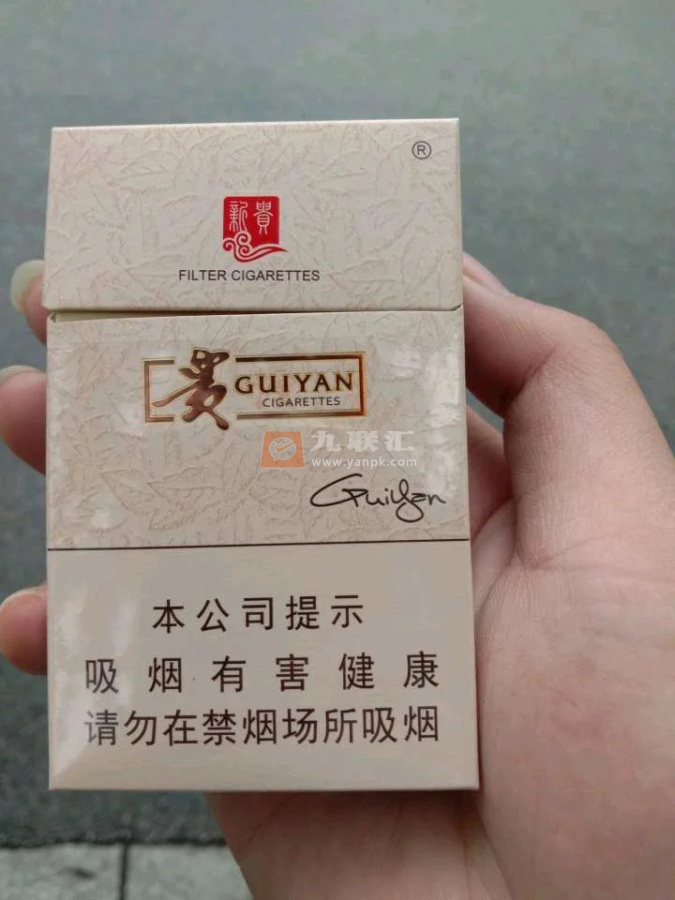 ®
新貴
FILTER CIGARETTES
贵 GUIYAN
CIGARETTES
九联汇
www.yanpk.com
GuiYan
本公司提示
吸烟有害健康
请勿在禁烟场所吸烟